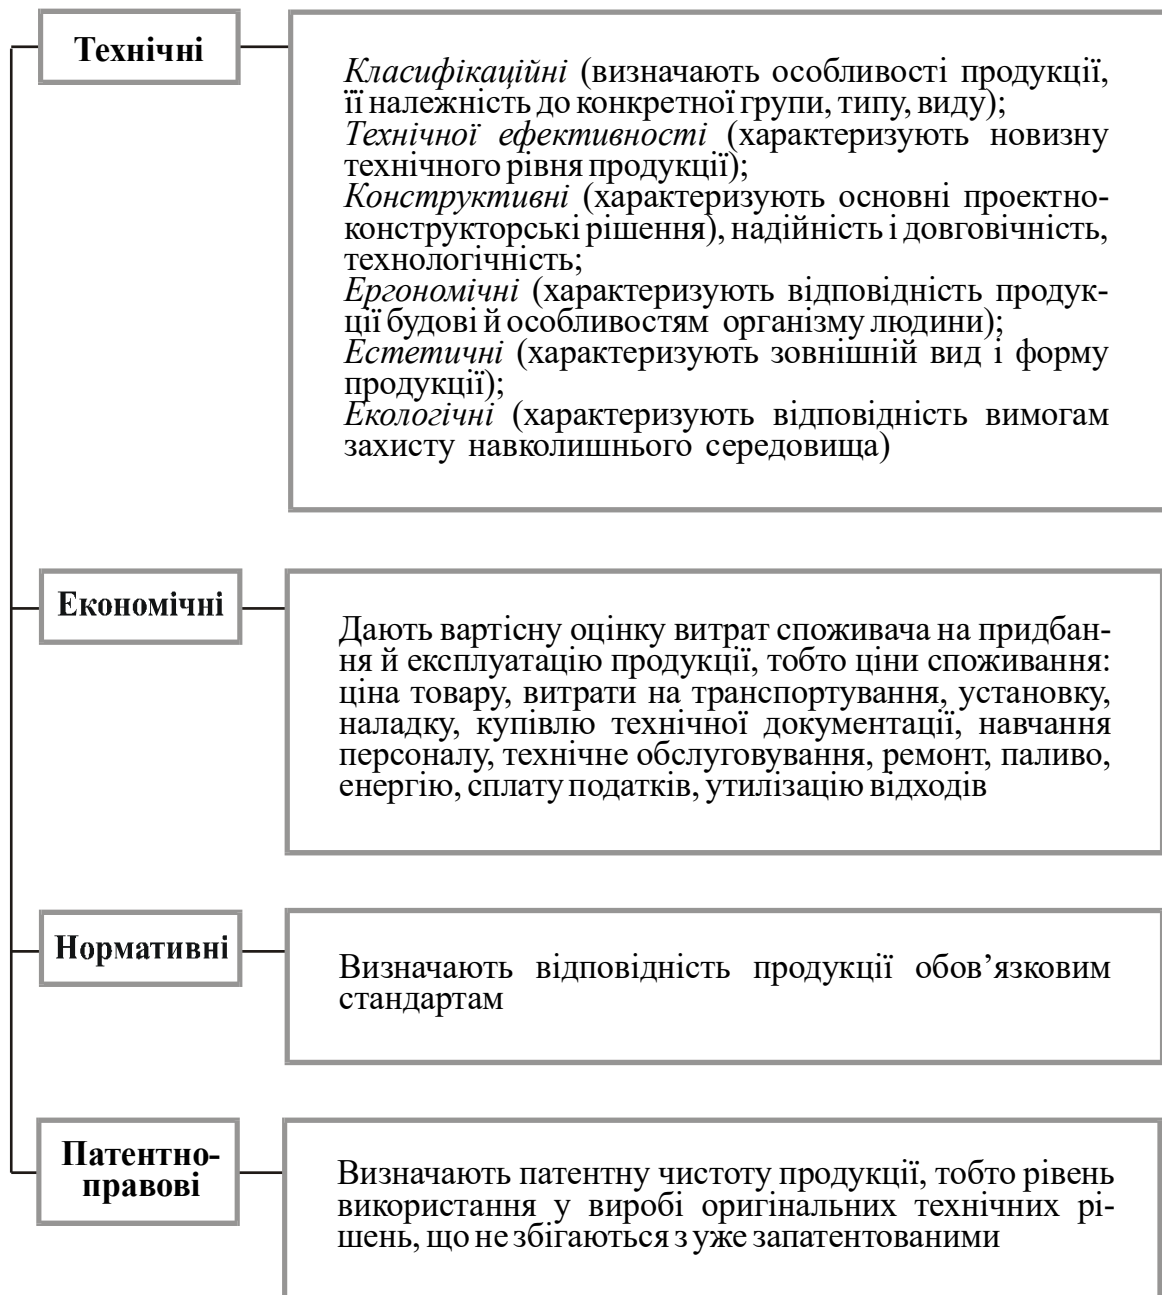 Технічні
Класифікаційні (визначають особливості продукції,
її належність до конкретної групи, типу, виду);
Технічної ефективності (характеризують новизну
технічного рівня продукції);
Конструктивні (характеризують основні проектно-
конструкторські рішення), надійність і довговічність,
технологічність;
Ергономічні (характеризують відповідність продук-
ції будові й особливостям організму людини);
Естетичні (характеризують зовнішній вид і форму
продукції);
Екологічні (характеризують відповідність вимогам
захисту навколишнього середовища)
Економічні
Дають вартісну оцінку витрат споживача на придбан-
ня й експлуатацію продукції, тобто ціни споживання:
ціна товару, витрати на транспортування, установку,
наладку, купівлю технічної документації, навчання
персоналу, технічне обслуговування, ремонт, паливо,
енергію, сплату податків, утилізацію відходів
Нормативні
Визначають відповідність продукції обов’язковим
стандартам
Патентно-
правові
Визначають патентну чистоту продукції, тобто рівень
використання у виробі оригінальних технічних рі-
шень, що не збігаються з уже запатентованими